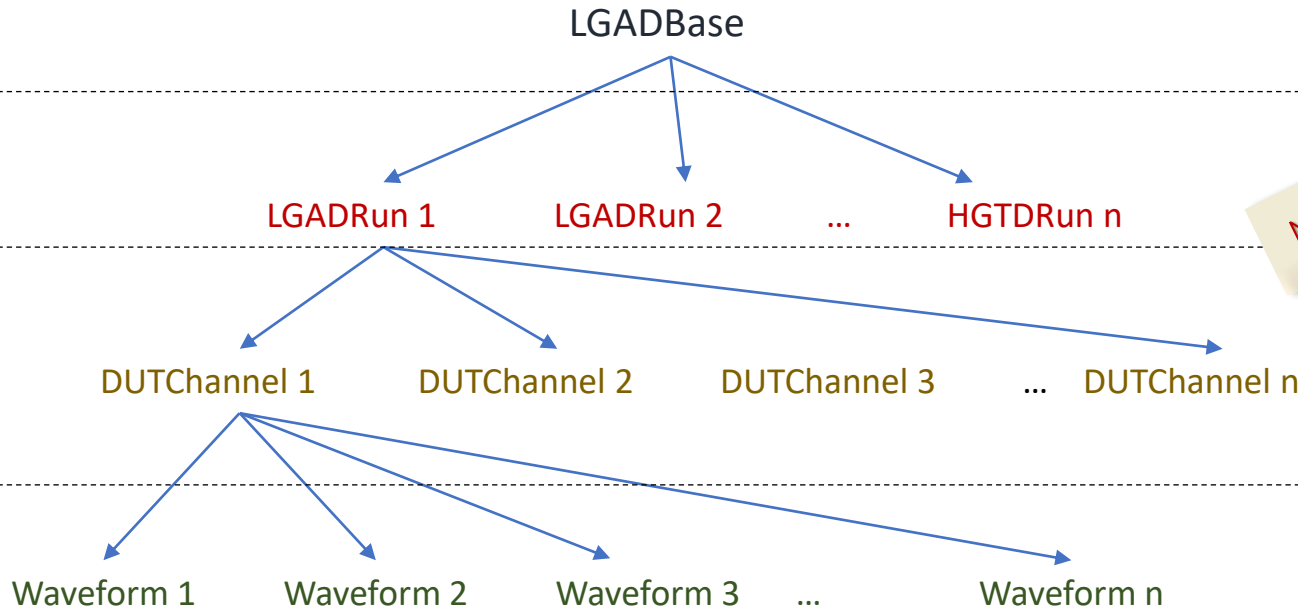 LGADBase
LGADRun 1 LGADRun 2 ... HGTDRun n
DUTChannel 1 DUTChannel 2 DUTChannel 3 ... DUTChannel n
Waveform 1 Waveform 2 Waveform 3 ... Waveform n